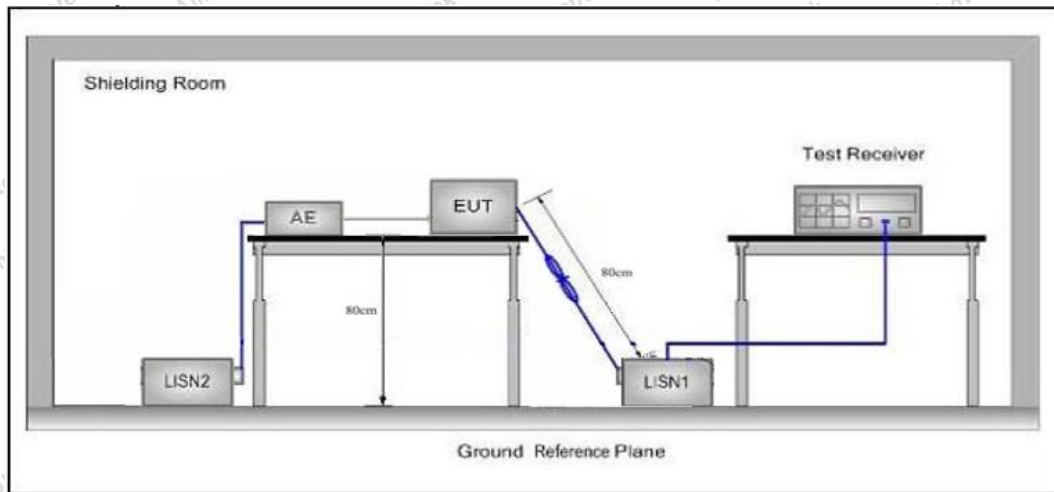 Shielding Room
Test Receiver
AE
EUT
80cm
80cm
LISN2
LISN1
Ground Reference Plane